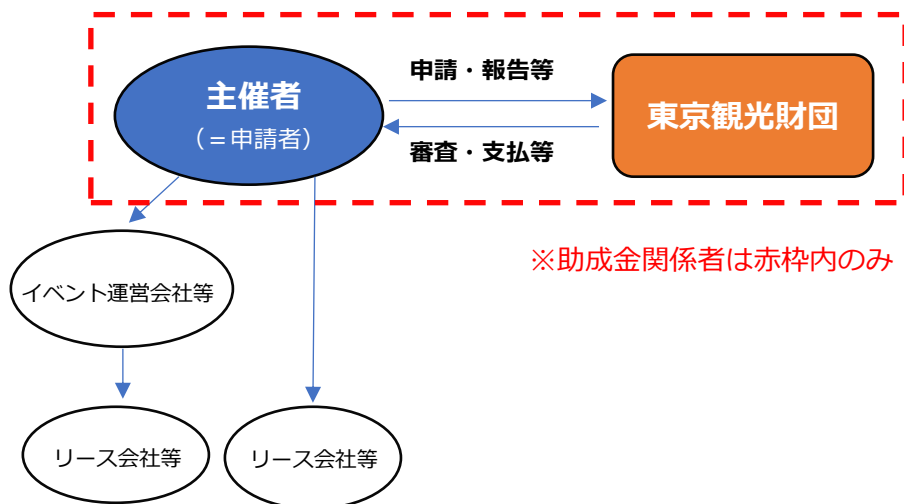 主催者
（＝申請者）
申請・報告等
審査・支払等
東京観光財団
※助成金関係者は赤枠内のみ
イベント運営会社等
リース会社等
リース会社等